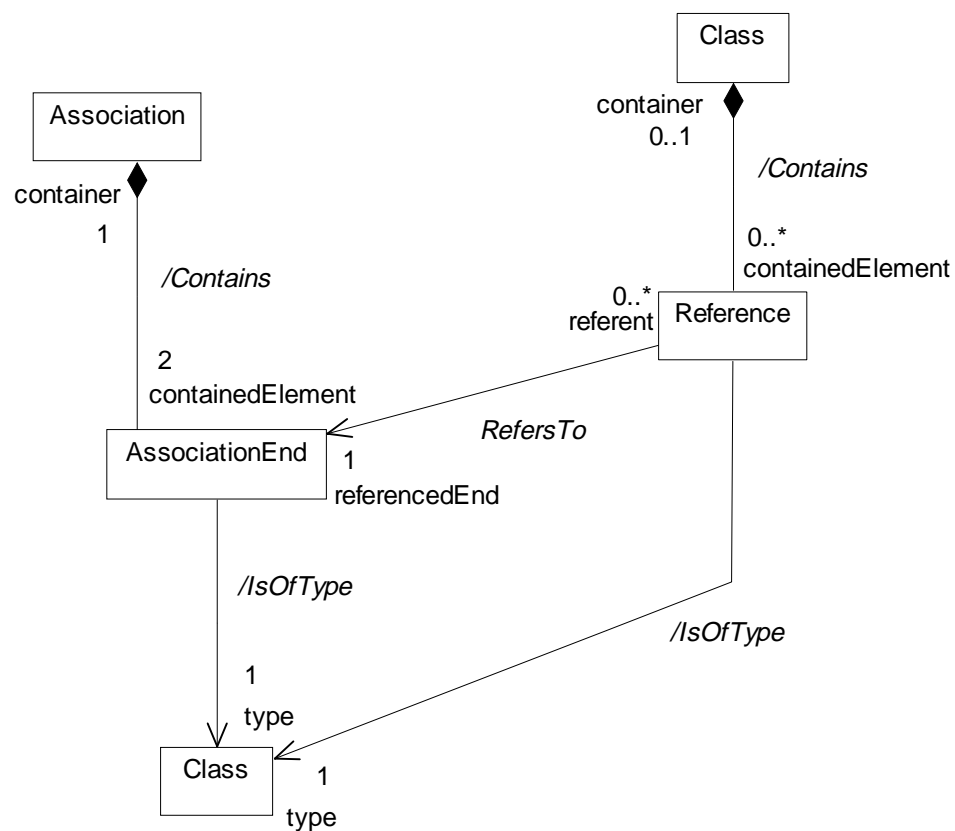 Class
container
0..1
/Contains
0..*
containedElement
Association
container
1
/Contains
2
containedElement
0..*
referent
Reference
RefersTo
AssociationEnd
1
referencedEnd
/IsOfType
1
type
/IsOfType
Class
1
type